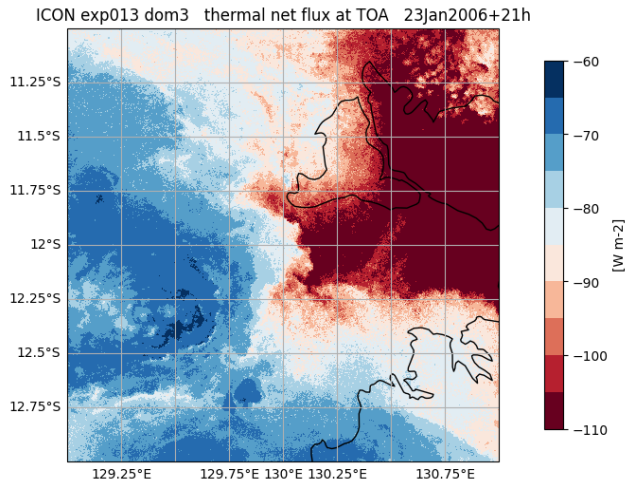 ICON exp013 dom3   thermal net flux at TOA   23Jan2006+21h
11.25°S
11.5°S
11.75°S
12°S
12.25°S
12.5°S
12.75°S
129.25°E
129.75°E
130°E
130.25°E
130.75°E
−60
−70
−80
−90
−100
−110
[W m-2]